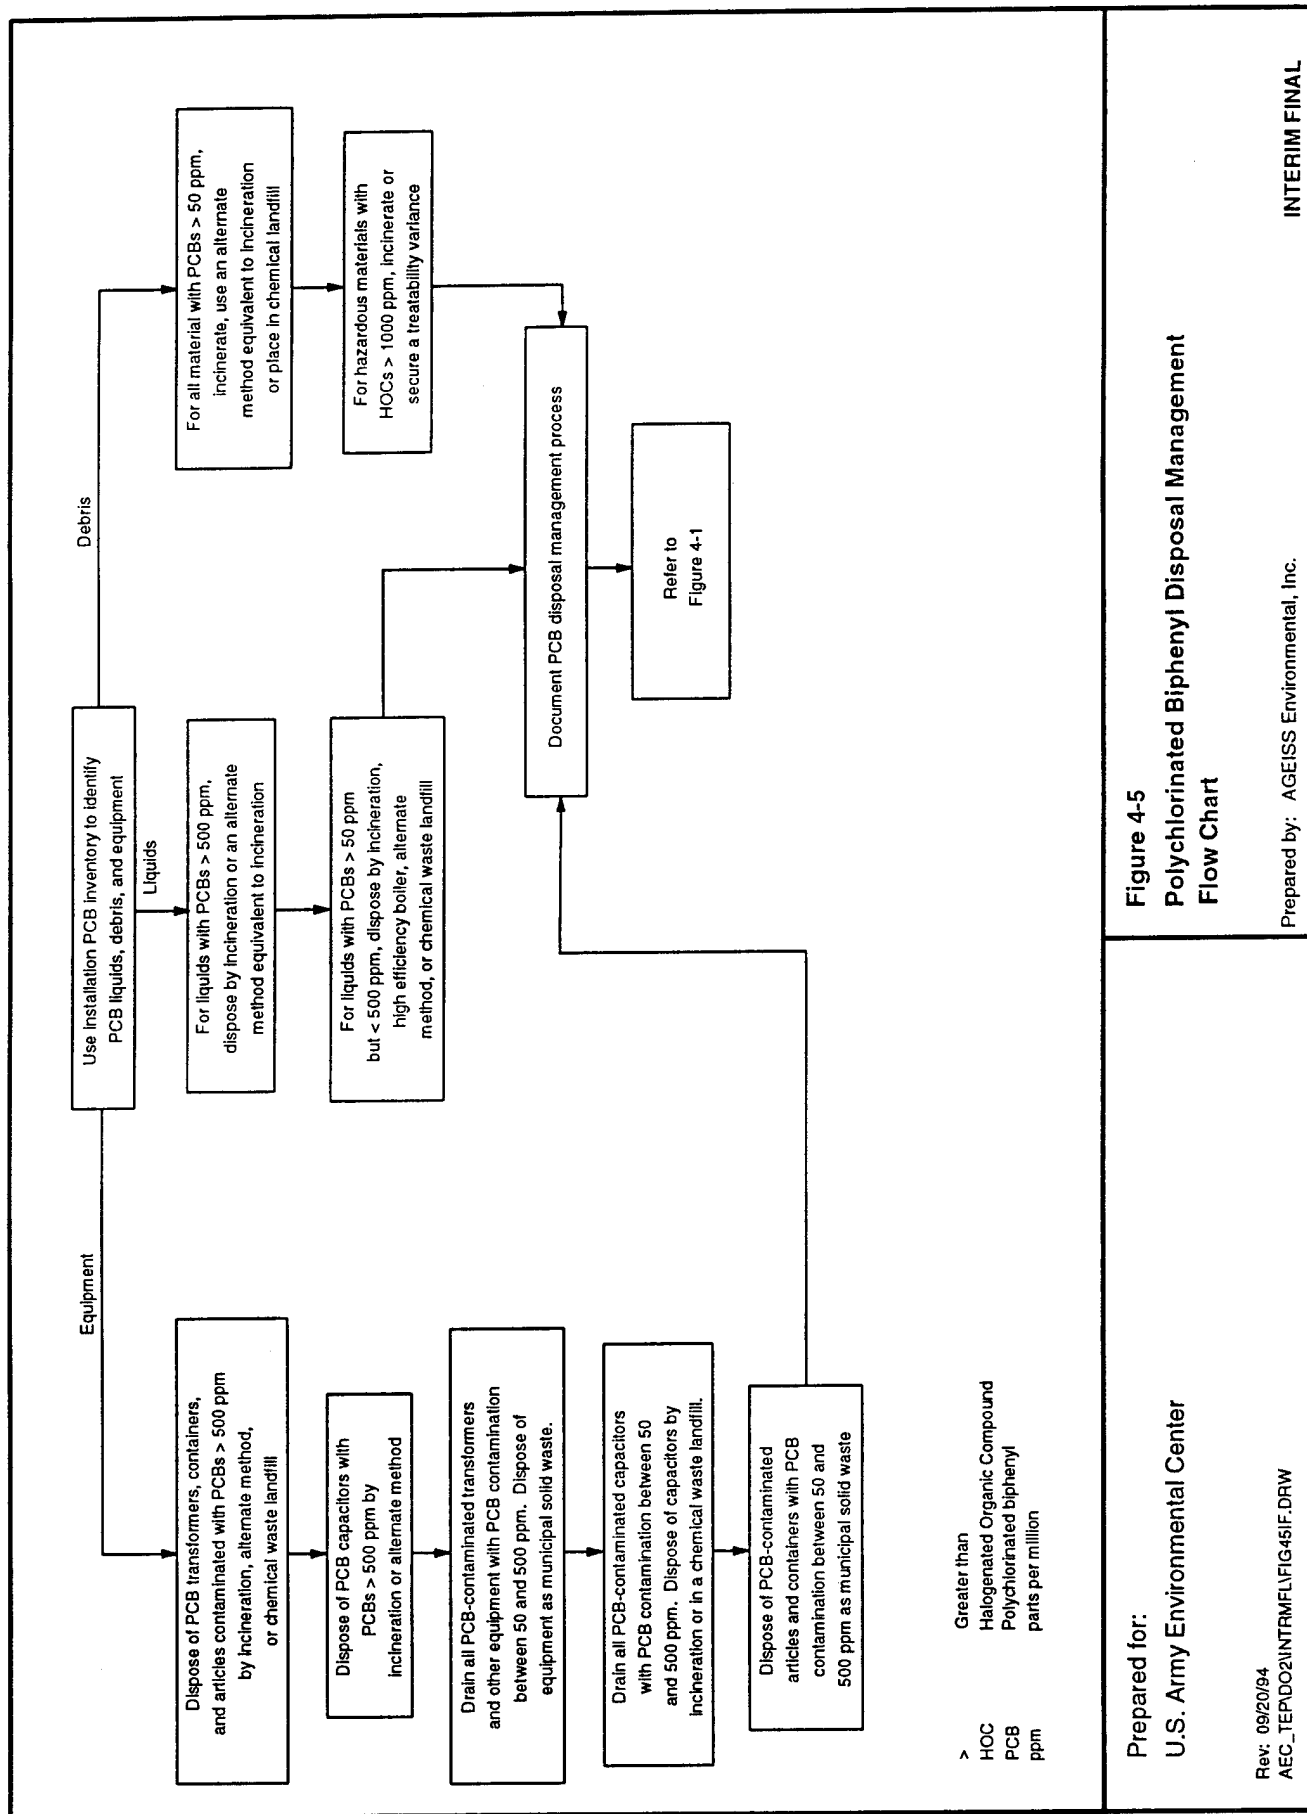 Use installation PCB inventory to identify
PCB liquids, debris, and equipment
Equipment
Liquids
Debris
Dispose of PCB transformers, containers,
and articles contaminated with PCBs > 500 ppm
by incineration, alternate method,
or chemical waste landfill
Dispose of PCB capacitors with
PCBs > 500 ppm by
incineration or alternate method
Drain all PCB-contaminated transformers
and other equipment with PCB contamination
between 50 and 500 ppm. Dispose of
equipment as municipal solid waste.
Drain all PCB-contaminated capacitors
with PCB contamination between 50
and 500 ppm. Dispose of capacitors by
incineration or in a chemical waste landfill.
Dispose of PCB-contaminated
articles and containers with PCB
contamination between 50 and
500 ppm as municipal solid waste
For liquids with PCBs > 500 ppm,
dispose by incineration or an alternate
method equivalent to incineration
For liquids with PCBs > 50 ppm
but < 500 ppm, dispose by incineration,
high efficiency boiler, alternate
method, or chemical waste landfill
For all material with PCBs > 50 ppm,
incinerate, use an alternate
method equivalent to incineration
or place in chemical landfill
For hazardous materials with
HOCs > 1000 ppm, incinerate or
secure a treatability variance
Document PCB disposal management process
Refer to
Figure 4-1
> Greater than
HOC Halogenated Organic Compound
PCB Polychlorinated biphenyl
ppm parts per million
Prepared for:
U.S. Army Environmental Center
Rev: 09/20/94
AEC_TEP\DO2\INTRMFL\FIG45IF.DRW
Figure 4-5
Polychlorinated Biphenyl Disposal Management
Flow Chart
Prepared by: AGEISS Environmental, Inc.
INTERIM FINAL